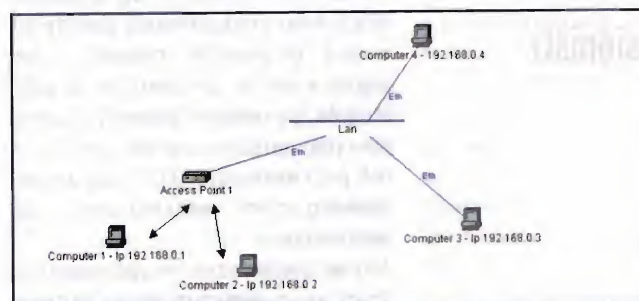 Computer 4 - 192.168.0.4
Eth
Lan
Eth
Eth
Access Point 1
Computer 1 - Ip 192.168.0.1
Computer 3 - Ip 192.168.0.3
Computer 2 - Ip 192.168.0.2